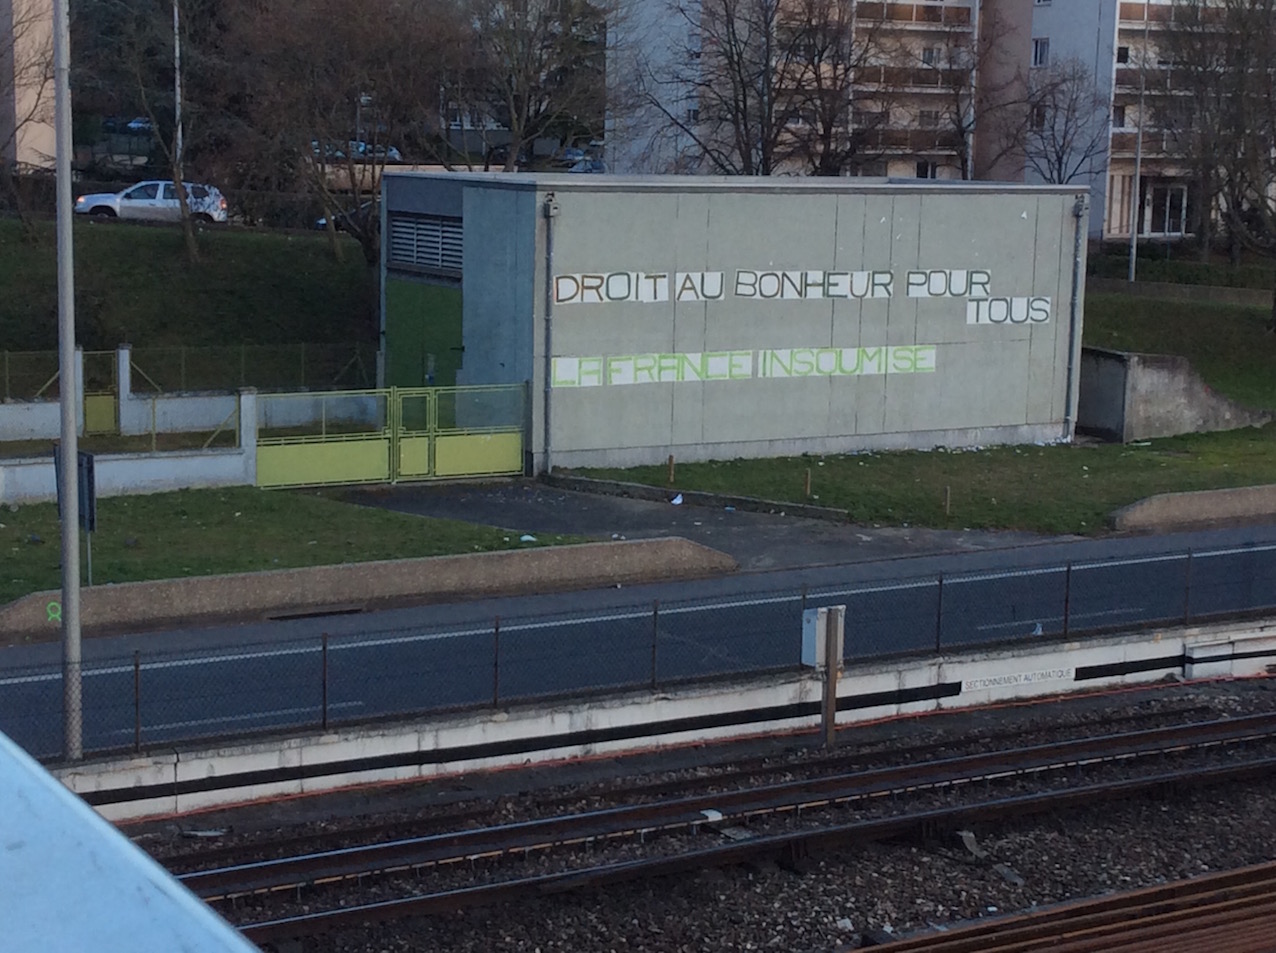 DROIT AU BONHEUR POUR
TOUS
LA FRANCE INSOUMISE
SECTIONNEMENT AUTOMATIQUE